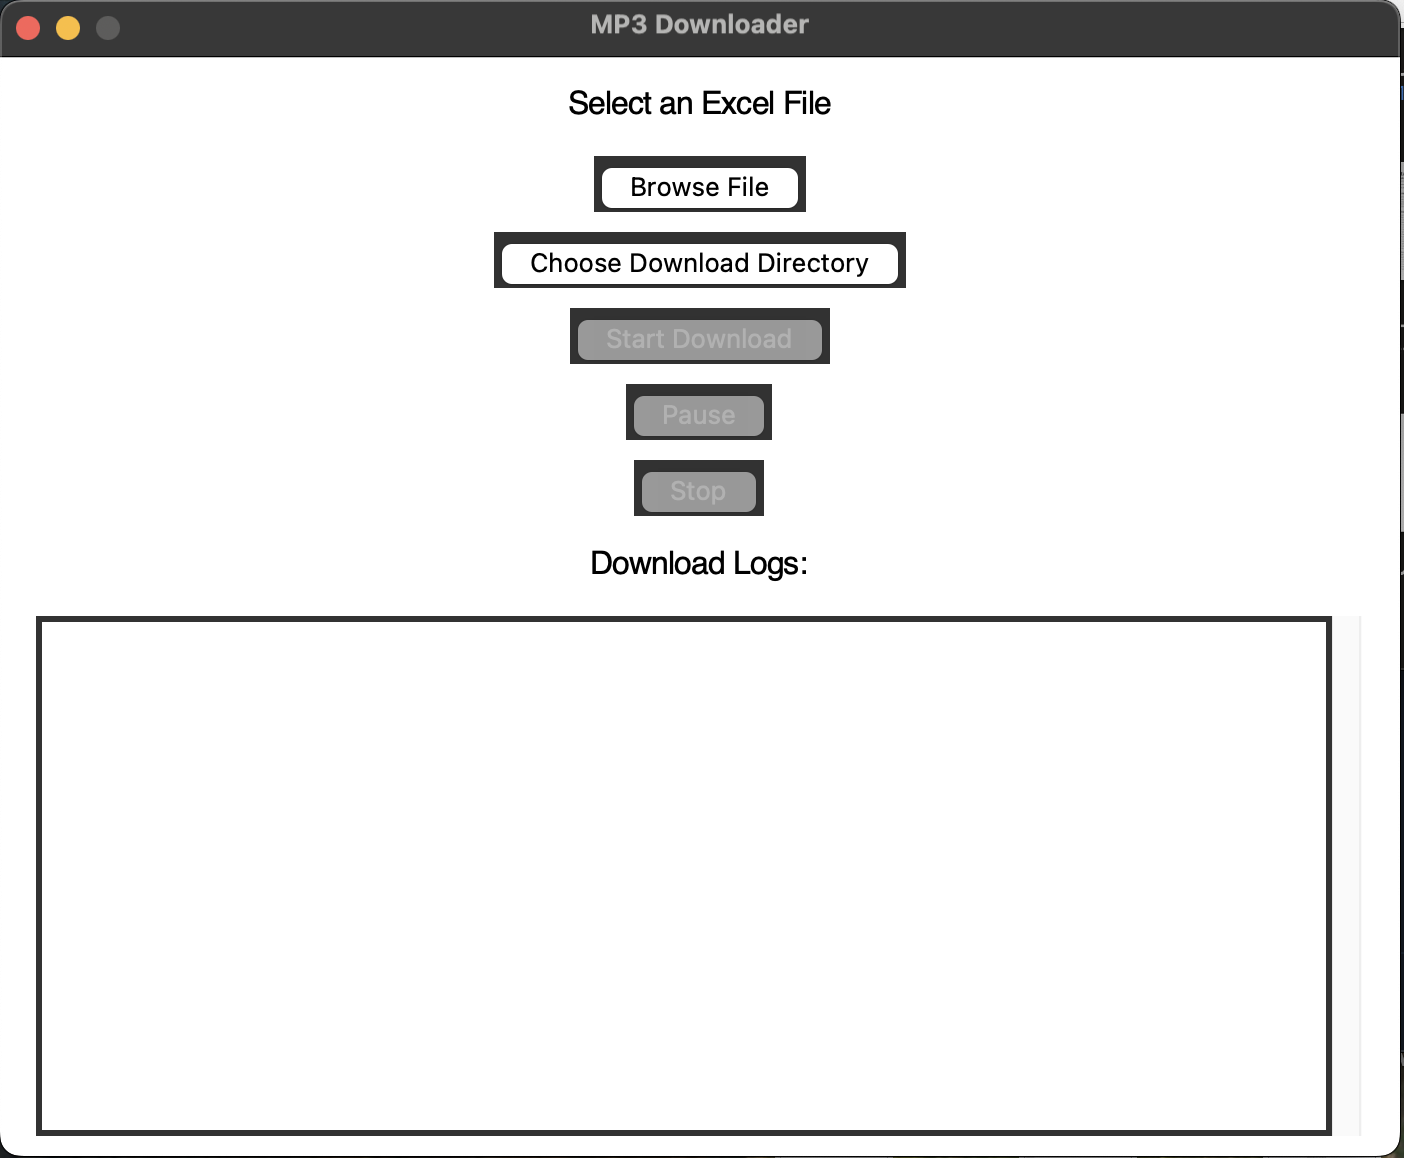 MP3 Downloader
Select an Excel File
Browse File
Choose Download Directory
Start Download
Pause
Stop
Download Logs: